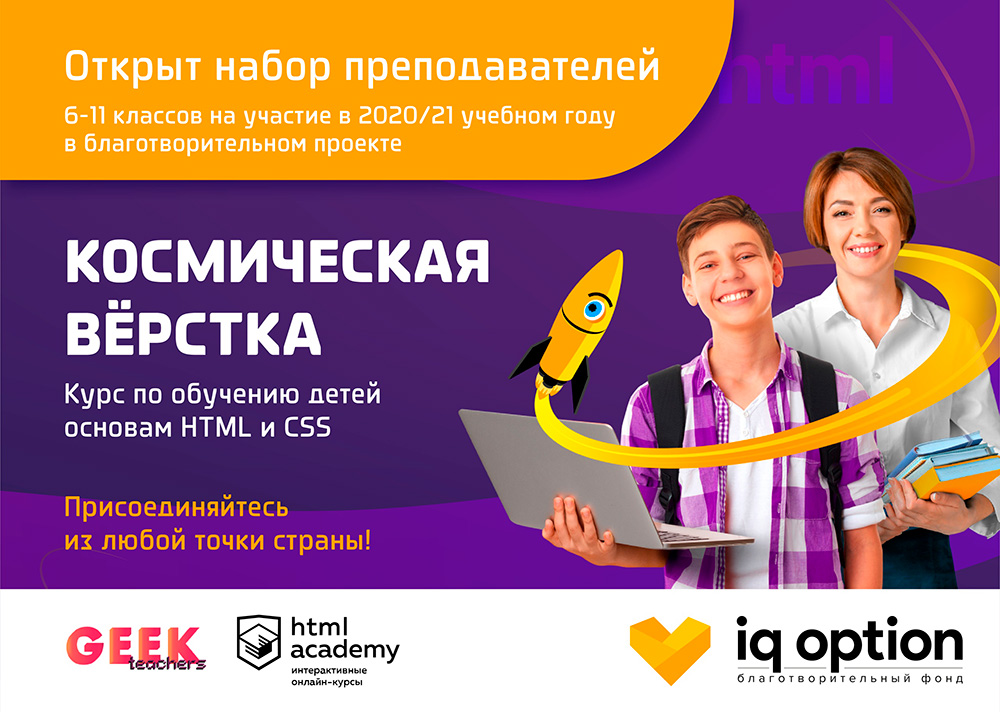 html
Открыт набор преподавателей
6-11 классов на участие в 2020/21 учебном году
в благотворительном проекте
КОСМИЧЕСКАЯ
ВЁРСТКА
Курс по обучению детей
основам HTML и CSS
Присоединяйтесь
из любой точки страны!
GEEK
teachers
html
academy
интерактивные
онлайн-курсы
iq option
благотворительный фонд